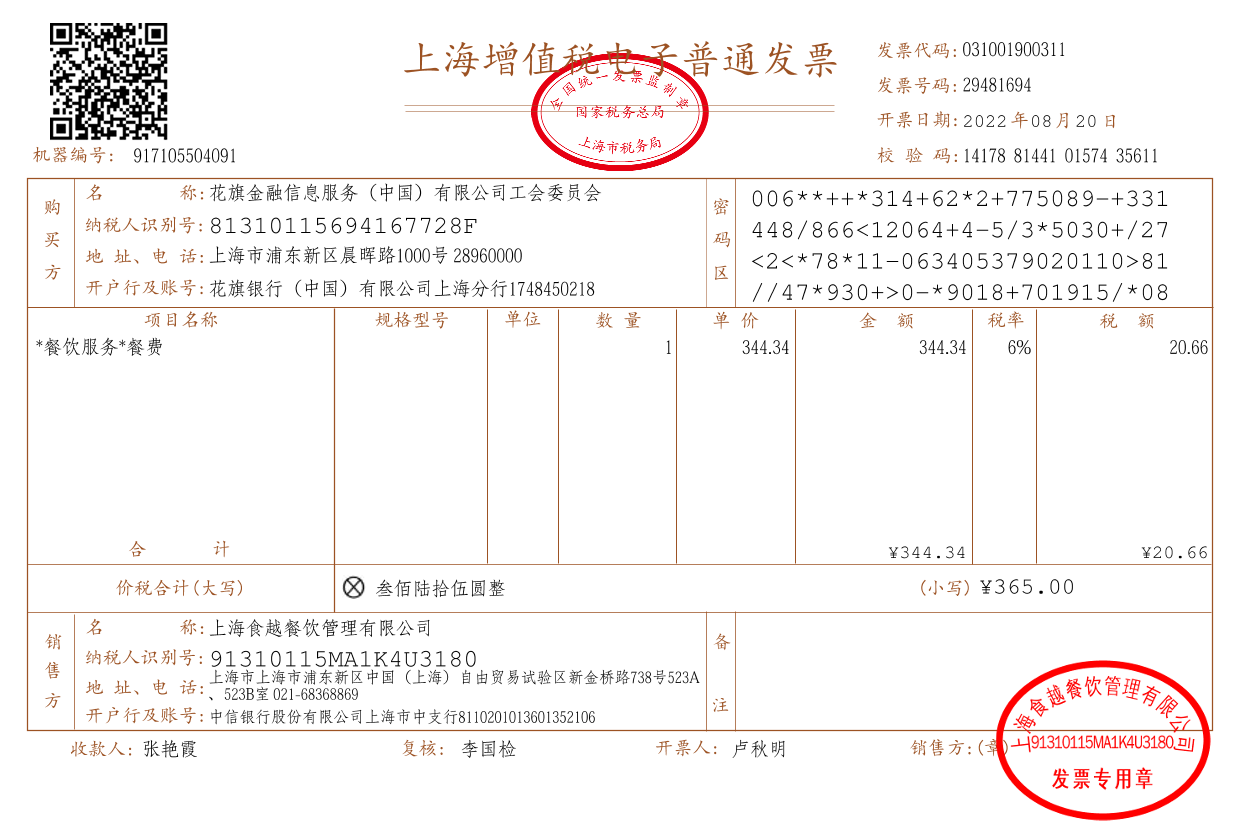 上海增值税电子普通发票
全国统一发票监制章
国家税务总局
上海市税务局
发票代码:031001900311
发票号码:29481694
开票日期:2022年08月20日
校 验 码:14178 81441 01574 35611
机器编号: 917105504091
购买方
名 称:花旗金融信息服务（中国）有限公司工会委员会
纳税人识别号:81310115694167728F
地 址、电 话:上海市浦东新区晨晖路1000号 28960000
开户行及账号:花旗银行（中国）有限公司上海分行1748450218
密码区
006**++*314+62*2+775089-+331
448/866<12064+4-5/3*5030+/27
<2<*78*11-063405379020110>81
//47*930+>0-*9018+701915/*08
项目名称 规格型号 单位 数 量 单 价 金 额 税率 税 额
*餐饮服务*餐费 1 344.34 344.34 6% 20.66
合 计 ¥344.34 ¥20.66
价税合计(大写) ⊗ 叁佰陆拾伍圆整 (小写) ¥365.00
销售方
名 称:上海食越餐饮管理有限公司
纳税人识别号:91310115MA1K4U3180
地 址、电 话:上海市上海市浦东新区中国（上海）自由贸易试验区新金桥路738号523A
、523B室 021-68368869
开户行及账号:中信银行股份有限公司上海市中支行8110201013601352106
备注
收款人: 张艳霞 复核: 李国检 开票人: 卢秋明 销售方:(章)
上海食越餐饮管理有限公司
91310115MA1K4U3180
发票专用章